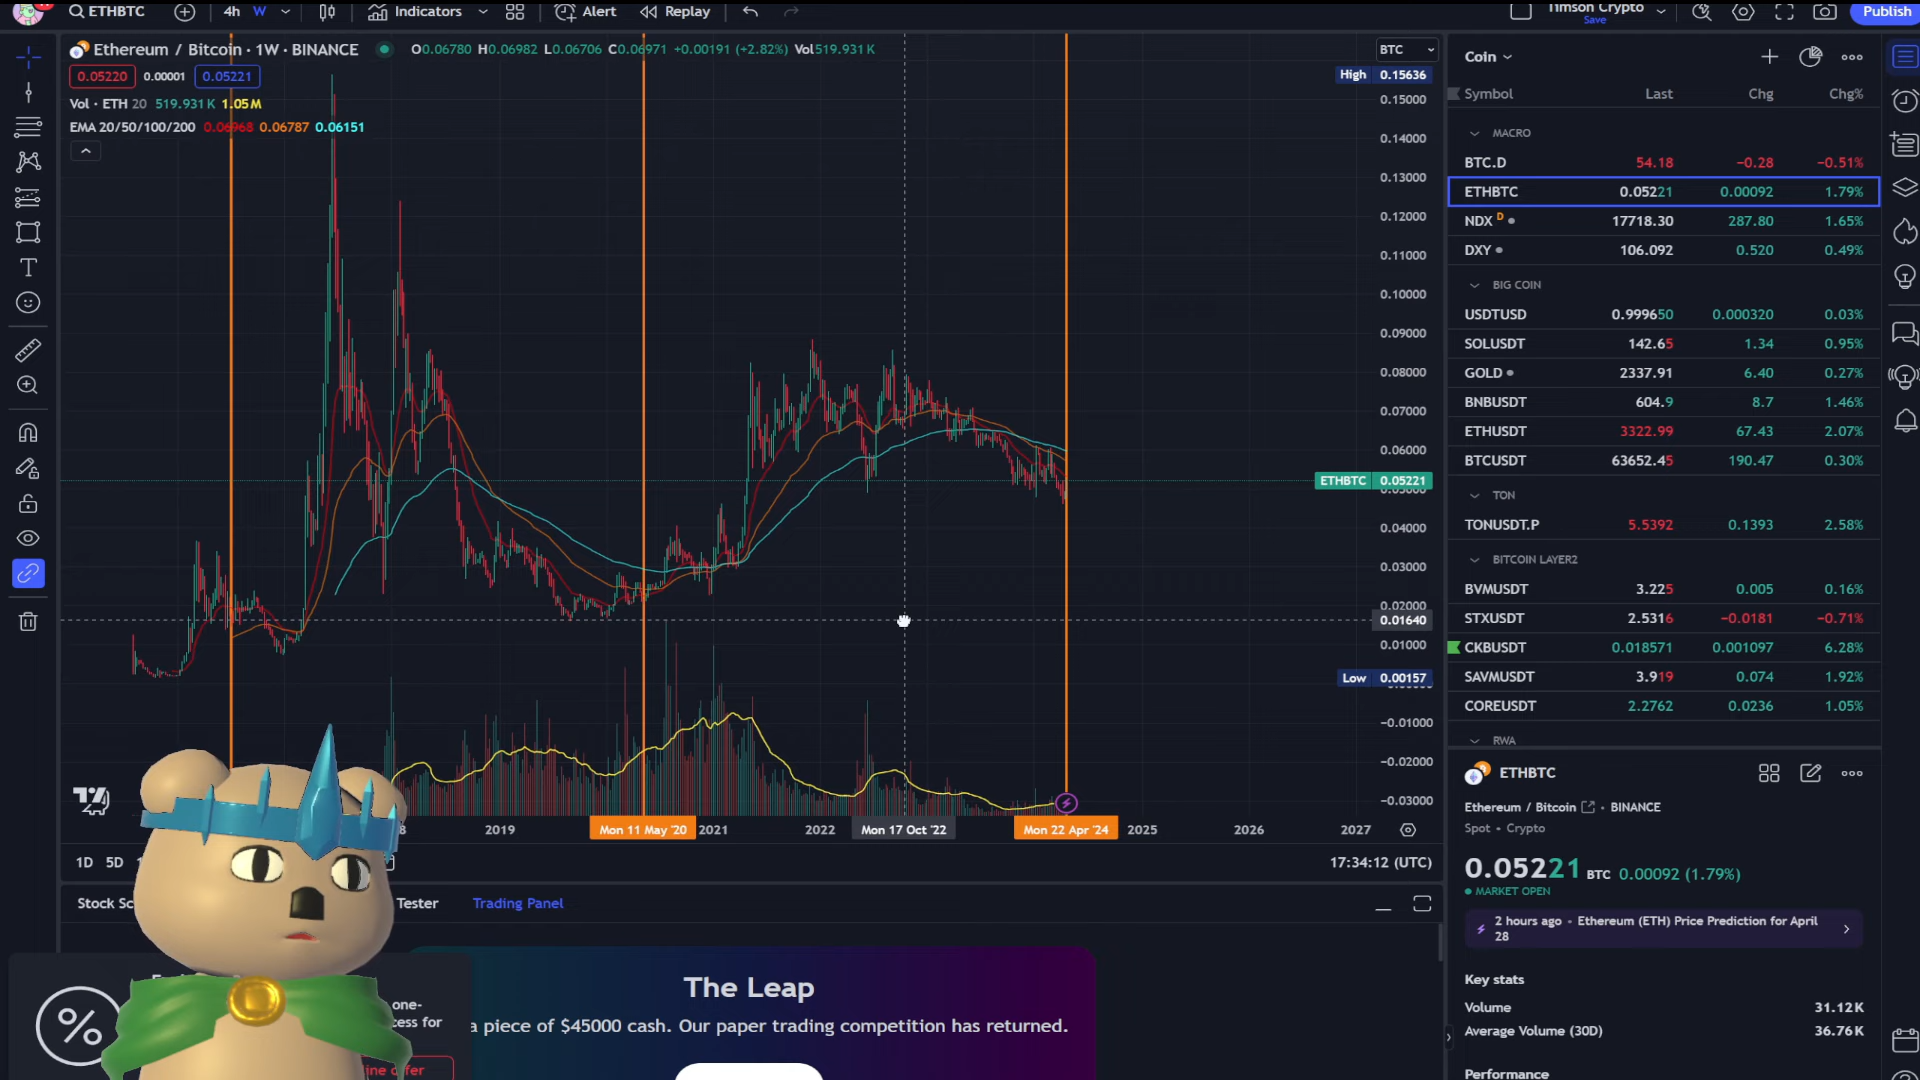 ETHBTC
4h
W
Indicators
Alert
Replay
Timson Crypto
Save
Publish
Ethereum / Bitcoin · 1W · BINANCE
O0.06780 H0.06982 L0.06706 C0.06971 +0.00191 (+2.82%) Vol519.931K
0.05220 0.00001 0.05221
Vol · ETH 20 519.931K 1.05M
EMA 20/50/100/200 0.06968 0.06787 0.06151
BTC
High 0.15636
0.15000
0.14000
0.13000
0.12000
0.11000
0.10000
0.09000
0.08000
0.07000
0.06000
ETHBTC 0.05221
0.04000
0.03000
0.02000
0.01640
0.01000
Low 0.00157
−0.01000
−0.02000
−0.03000
2019
Mon 11 May '20
2021
2022
Mon 17 Oct '22
Mon 22 Apr '24
2025
2026
2027
1D 5D
17:34:12 (UTC)
Stock Sc
Tester
Trading Panel
The Leap
a piece of $45000 cash. Our paper trading competition has returned.
%
one-
cess for
Coin
Symbol Last Chg Chg%
MACRO
BTC.D 54.18 −0.28 −0.51%
ETHBTC 0.05221 0.00092 1.79%
NDX D 17718.30 287.80 1.65%
DXY 106.092 0.520 0.49%
BIG COIN
USDTUSD 0.999650 0.000320 0.03%
SOLUSDT 142.65 1.34 0.95%
GOLD 2337.91 6.40 0.27%
BNBUSDT 604.9 8.7 1.46%
ETHUSDT 3322.99 67.43 2.07%
BTCUSDT 63652.45 190.47 0.30%
TON
TONUSDT.P 5.5392 0.1393 2.58%
BITCOIN LAYER2
BVMUSDT 3.225 0.005 0.16%
STXUSDT 2.5316 −0.0181 −0.71%
CKBUSDT 0.018571 0.001097 6.28%
SAVMUSDT 3.919 0.074 1.92%
COREUSDT 2.2762 0.0236 1.05%
RWA
ETHBTC
Ethereum / Bitcoin · BINANCE
Spot · Crypto
0.05221 BTC 0.00092 (1.79%)
MARKET OPEN
2 hours ago · Ethereum (ETH) Price Prediction for April
28
Key stats
Volume 31.12K
Average Volume (30D) 36.76K
Performance